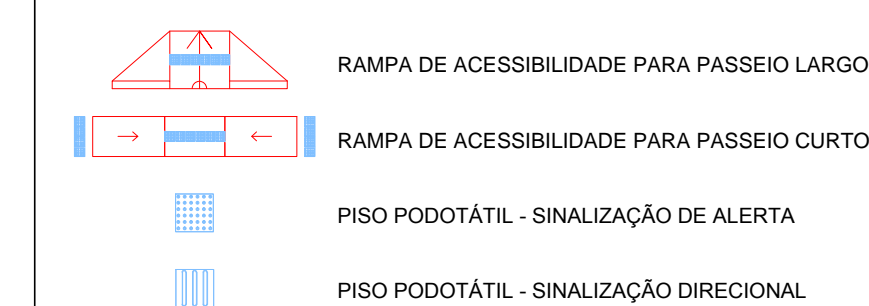 RAMPA DE ACESSIBILIDADE PARA PASSEIO LARGO
RAMPA DE ACESSIBILIDADE PARA PASSEIO CURTO
PISO PODOTÁTIL - SINALIZAÇÃO DE ALERTA
PISO PODOTÁTIL - SINALIZAÇÃO DIRECIONAL